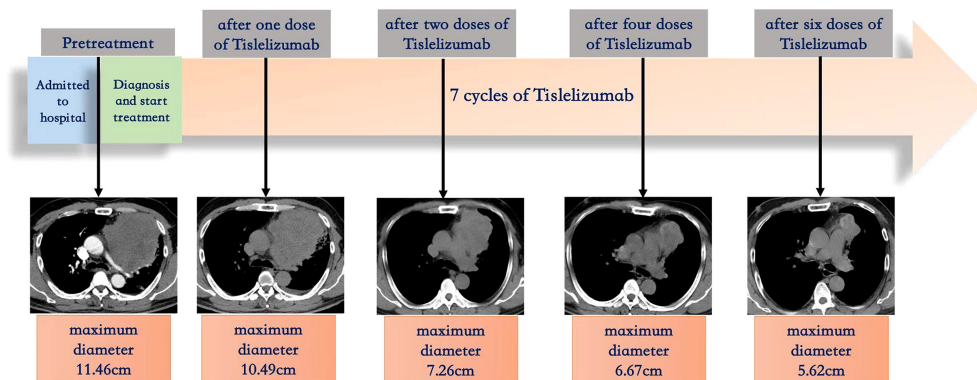 Pretreatment
after one dose
of Tislelizumab
after two doses of
Tislelizumab
after four doses
of Tislelizumab
after six doses of
Tislelizumab
Admitted
to
hospital
Diagnosis
and start
treatment
7 cycles of Tislelizumab
maximum
diameter
11.46cm
maximum
diameter
10.49cm
maximum
diameter
7.26cm
maximum
diameter
6.67cm
maximum
diameter
5.62cm